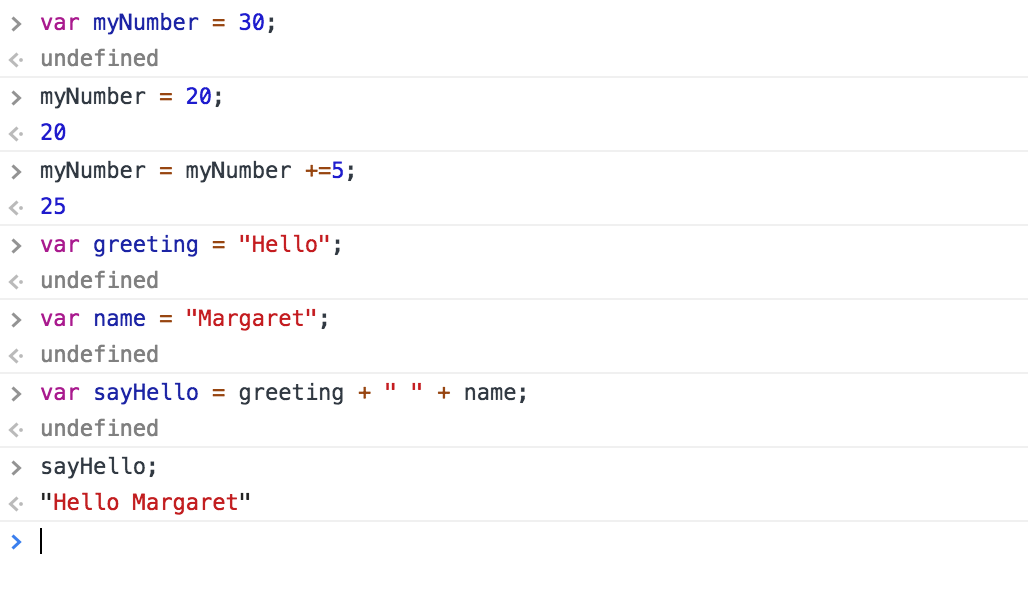 > var myNumber = 30;
<· undefined
> myNumber = 20;
<· 20
> myNumber = myNumber +=5;
<· 25
> var greeting = "Hello";
<· undefined
> var name = "Margaret";
<· undefined
> var sayHello = greeting + " " + name;
<· undefined
> sayHello;
<· "Hello Margaret"
>